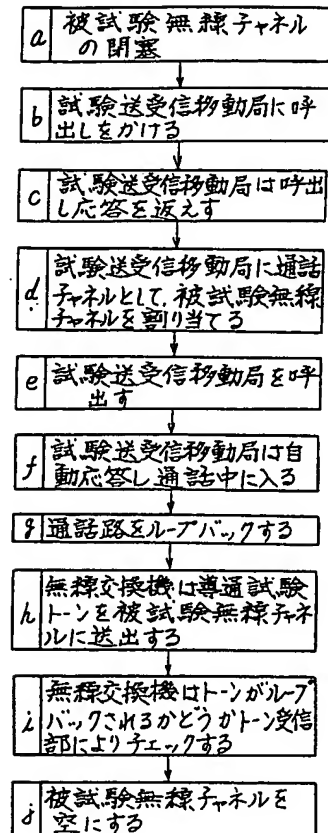 a 被試験無線チャネル
の閉塞
b 試験送受信移動局に呼
出しをかける
c 試験送受信移動局は呼出
し応答を返えす
d 試験送受信移動局に通話
チャネルとして、被試験無線
チャネルを割り当てる
e 試験送受信移動局を呼
出す
f 試験送受信移動局は自
動応答し通話中に入る
g 通話路をループバックする
h 無線交換機は導通試験
トーンを被試験無線チャネ
ルに送出する
i 無線交換機はトーンがループ
バックされるかどうかトーン受信
部によりチェックする
j 被試験無線チャネルを
空にする